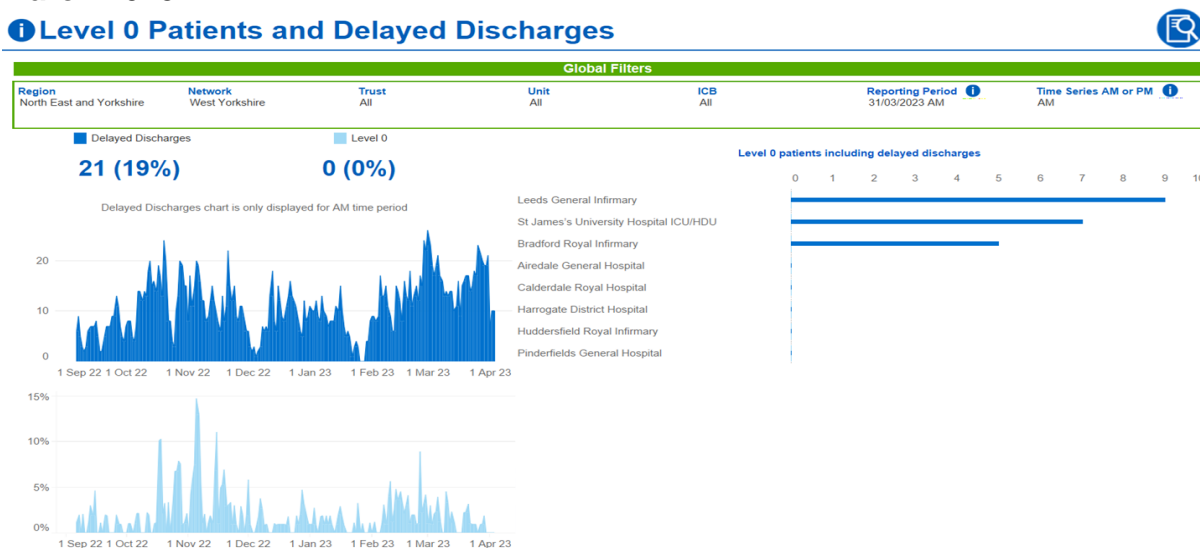 Level 0 Patients and Delayed Discharges
Global Filters
Region Network Trust Unit ICB Reporting Period Time Series AM or PM
North East and Yorkshire West Yorkshire All All All 31/03/2023 AM AM
Delayed Discharges Level 0
21 (19%) 0 (0%)
Delayed Discharges chart is only displayed for AM time period
20
10
0
1 Sep 22 1 Oct 22 1 Nov 22 1 Dec 22 1 Jan 23 1 Feb 23 1 Mar 23 1 Apr 23
15%
10%
5%
0%
1 Sep 22 1 Oct 22 1 Nov 22 1 Dec 22 1 Jan 23 1 Feb 23 1 Mar 23 1 Apr 23
Level 0 patients including delayed discharges
0 1 2 3 4 5 6 7 8 9 10
Leeds General Infirmary
St James's University Hospital ICU/HDU
Bradford Royal Infirmary
Airedale General Hospital
Calderdale Royal Hospital
Harrogate District Hospital
Huddersfield Royal Infirmary
Pinderfields General Hospital